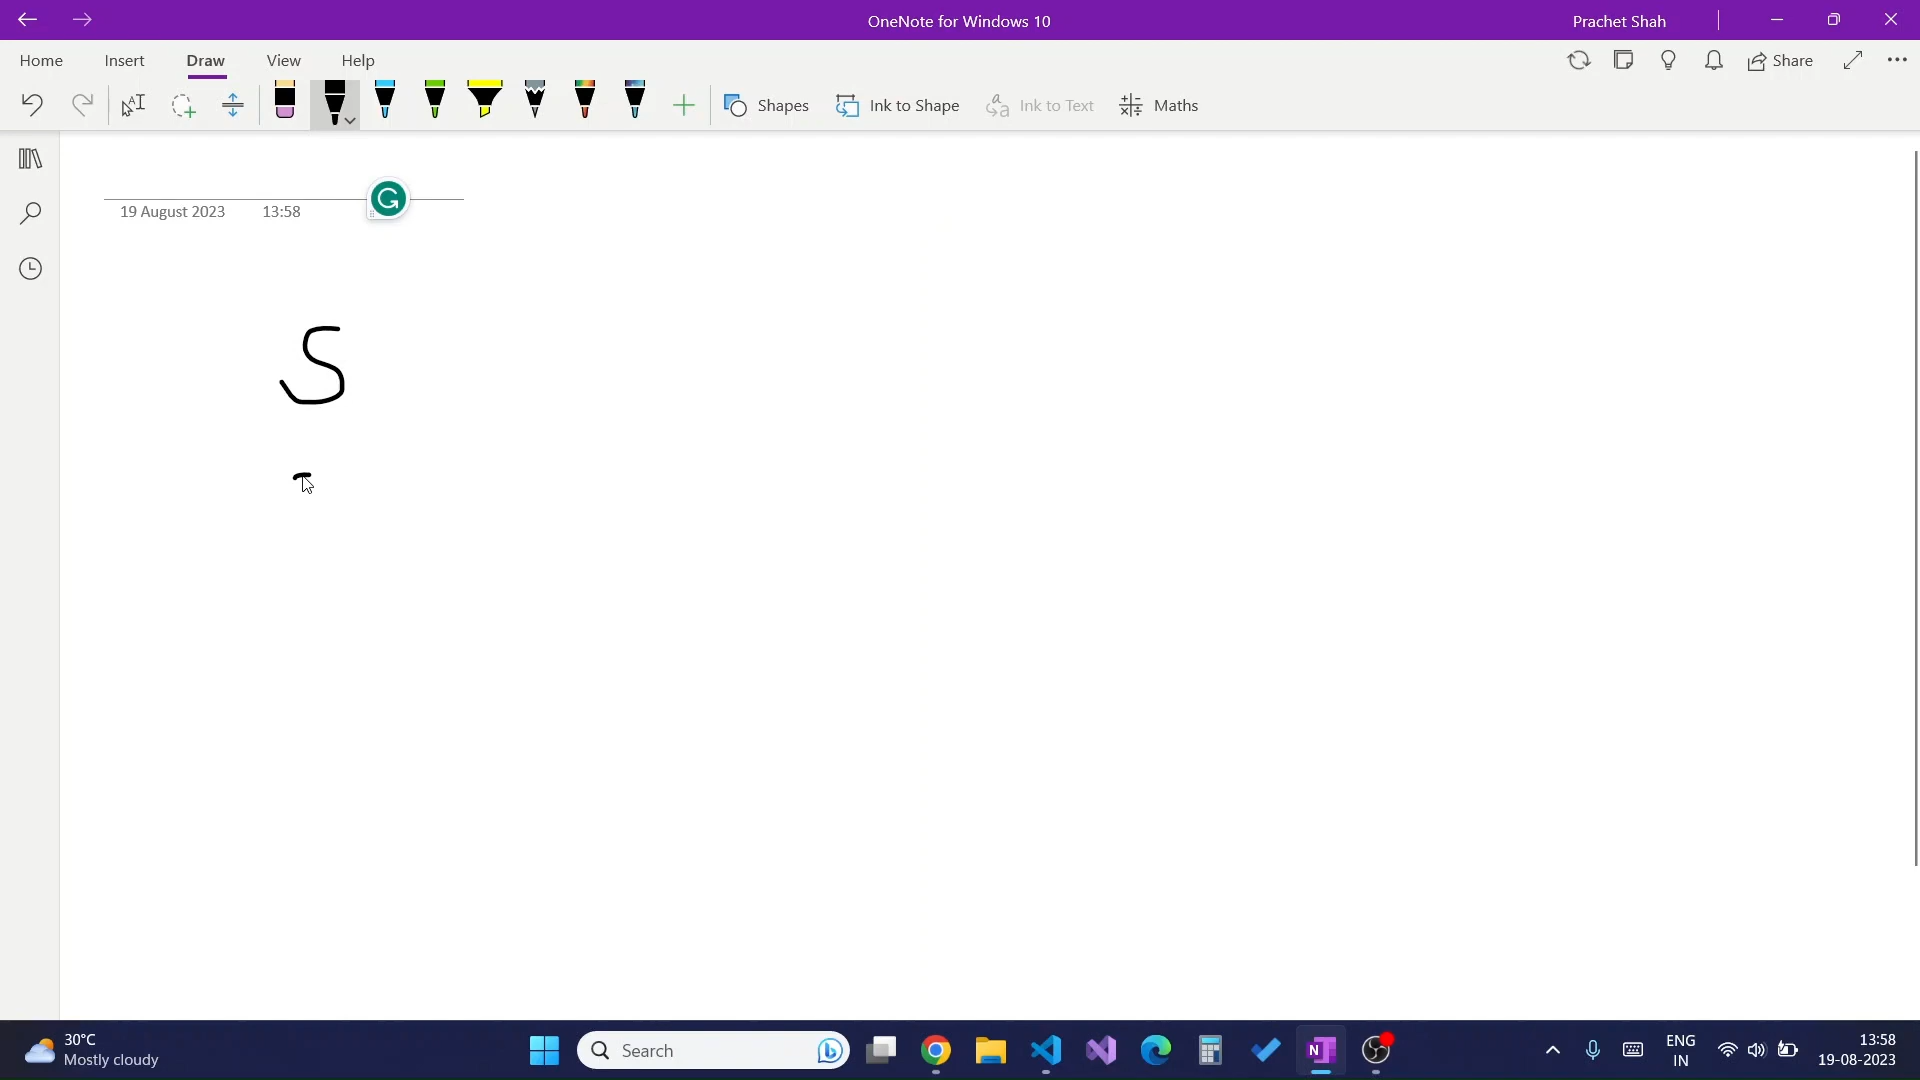 OneNote for Windows 10
Prachet Shah
Home Insert Draw View Help
Share
Shapes Ink to Shape Ink to Text Maths
19 August 2023 13:58
S
30°C
Mostly cloudy
Search
ENG
IN
13:58
19-08-2023